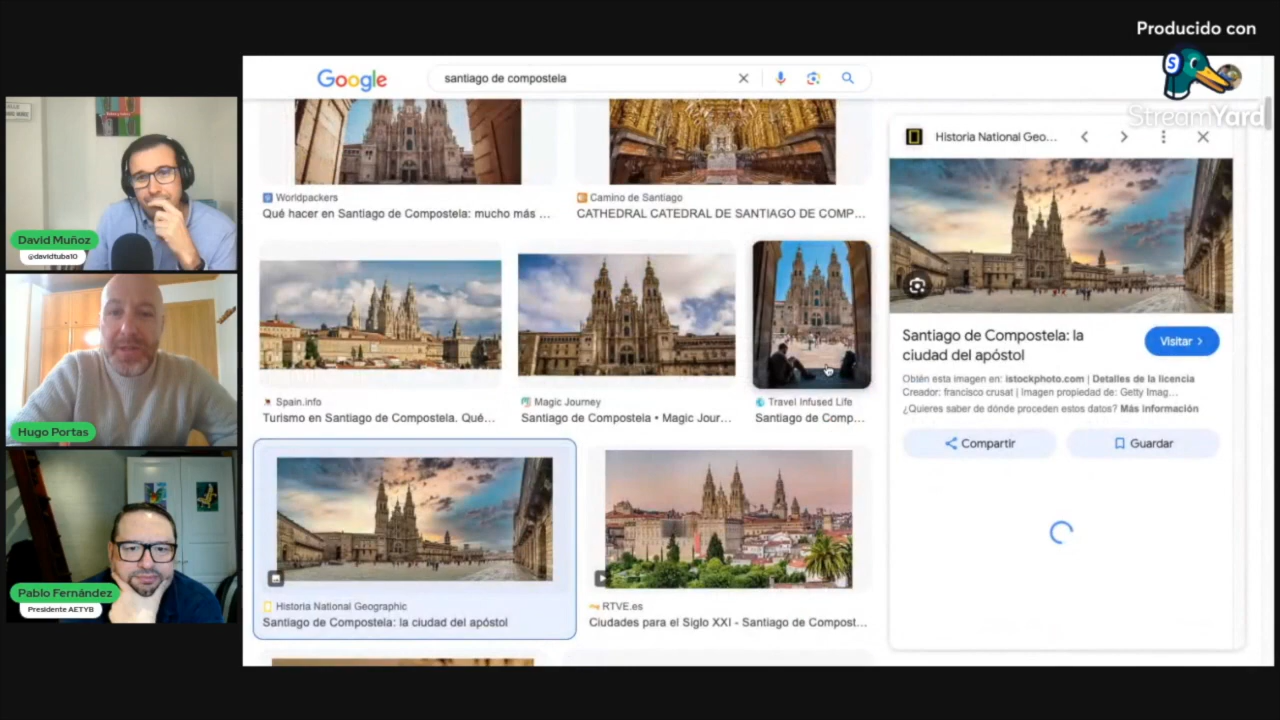 Producido con
StreamYard
Google
santiago de compostela
David Muñoz
@davidtuba10
Hugo Portas
Pablo Fernández
Presidente AETYB
Worldpackers
Qué hacer en Santiago de Compostela: mucho más ...
Camino de Santiago
CATHEDRAL CATEDRAL DE SANTIAGO DE COMP...
Spain.info
Turismo en Santiago de Compostela. Qué...
Magic Journey
Santiago de Compostela • Magic Jour...
Travel Infused Life
Santiago de Comp...
Historia National Geographic
Santiago de Compostela: la ciudad del apóstol
RTVE.es
Ciudades para el Siglo XXI - Santiago de Compost...
Historia National Geo...
Santiago de Compostela: la
ciudad del apóstol
Visitar
Obtén esta imagen en: istockphoto.com | Detalles de la licencia
Creador: francisco crusat | Imagen propiedad de: Getty Imag...
¿Quieres saber de dónde proceden estos datos? Más información
Compartir
Guardar